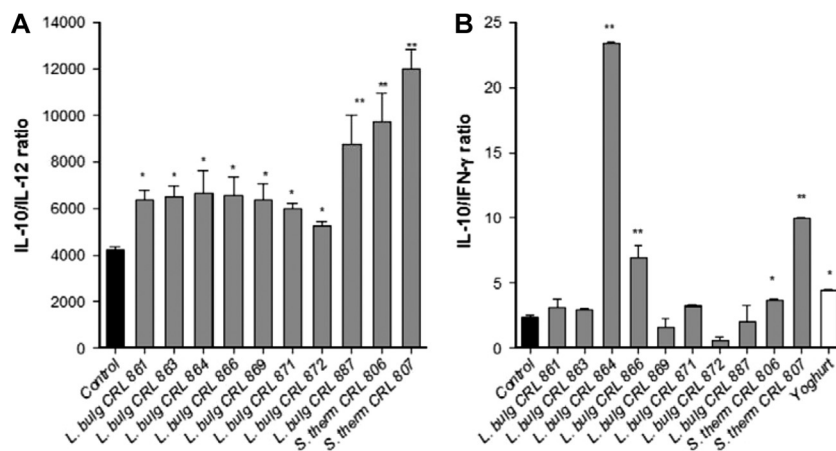 A
IL-10/IL-12 ratio
14000
12000
10000
8000
6000
4000
2000
0
*
*
*
*
*
*
*
**
**
**
Control
L. bulg CRL 861
L. bulg CRL 863
L. bulg CRL 864
L. bulg CRL 866
L. bulg CRL 869
L. bulg CRL 871
L. bulg CRL 872
L. bulg CRL 887
S. therm CRL 806
S. therm CRL 807
B
IL-10/IFN-γ ratio
25
20
15
10
5
0
**
**
*
**
*
Control
L. bulg CRL 861
L. bulg CRL 863
L. bulg CRL 864
L. bulg CRL 866
L. bulg CRL 869
L. bulg CRL 871
L. bulg CRL 872
L. bulg CRL 887
S. therm CRL 806
S. therm CRL 807
Yoghurt